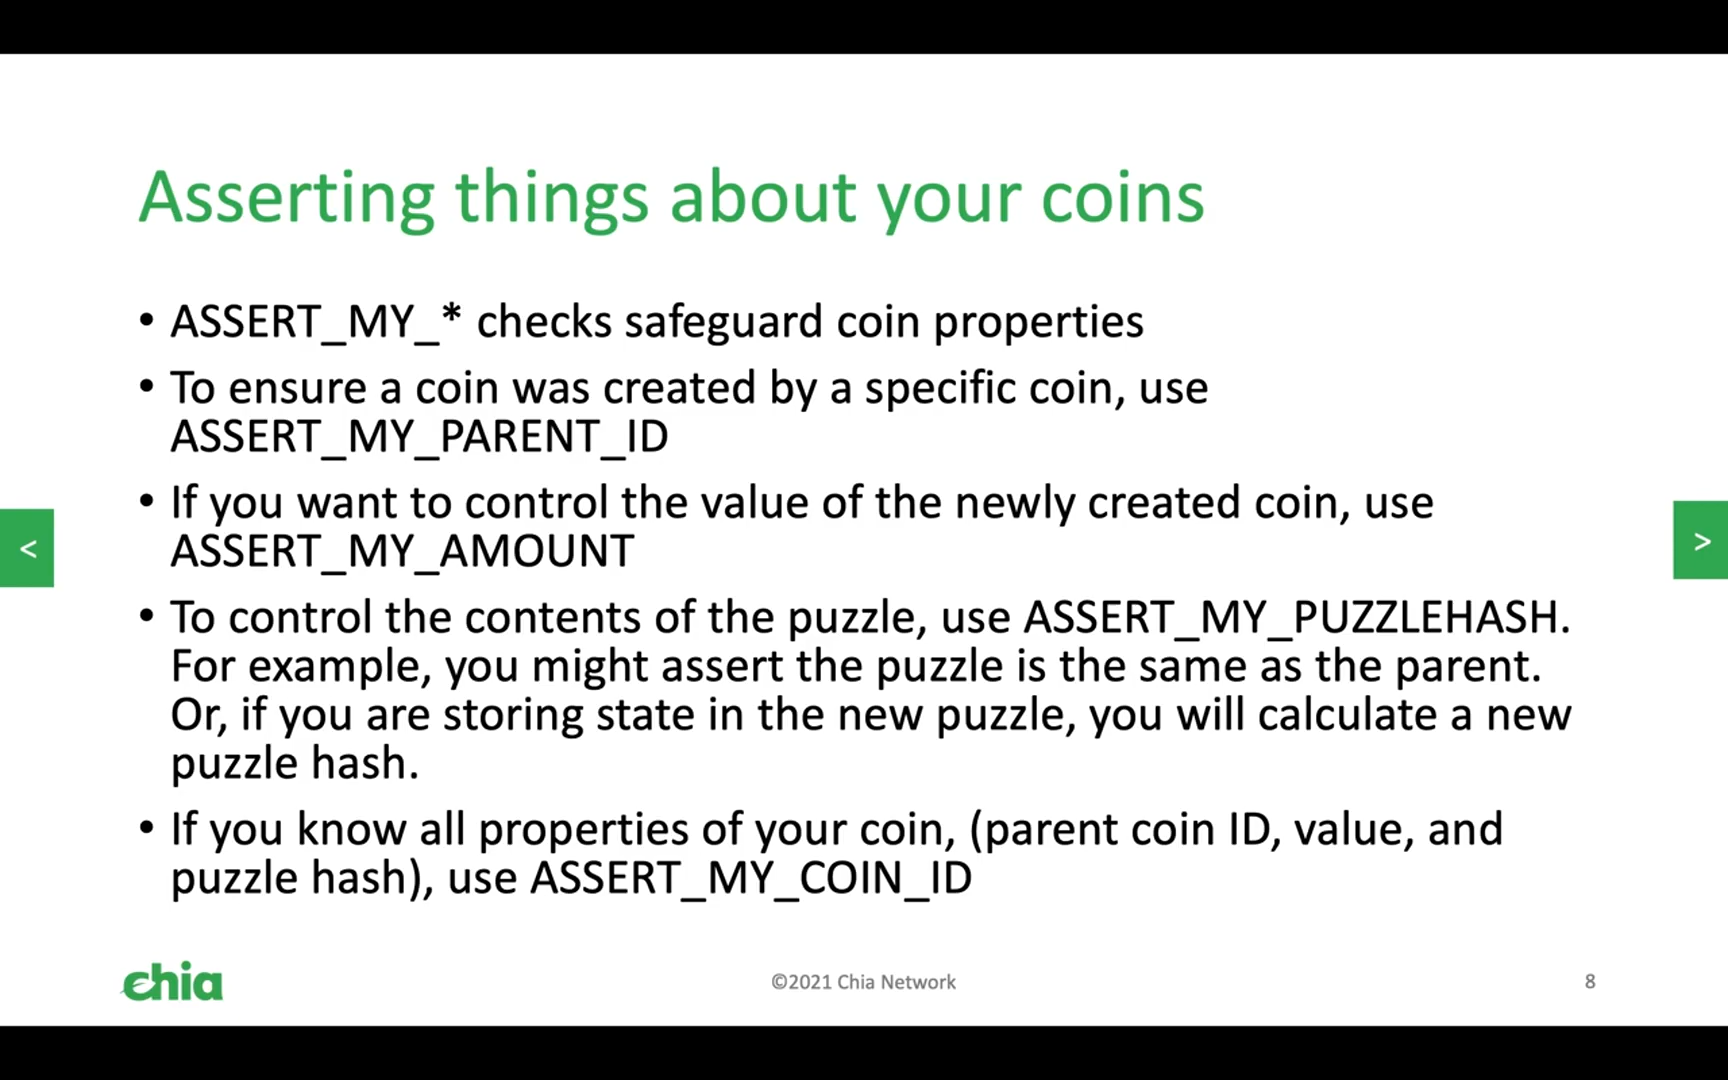 Asserting things about your coins
• ASSERT_MY_* checks safeguard coin properties
• To ensure a coin was created by a specific coin, use
ASSERT_MY_PARENT_ID
• If you want to control the value of the newly created coin, use
ASSERT_MY_AMOUNT
• To control the contents of the puzzle, use ASSERT_MY_PUZZLEHASH.
For example, you might assert the puzzle is the same as the parent.
Or, if you are storing state in the new puzzle, you will calculate a new
puzzle hash.
• If you know all properties of your coin, (parent coin ID, value, and
puzzle hash), use ASSERT_MY_COIN_ID
<
>
chia
©2021 Chia Network
8